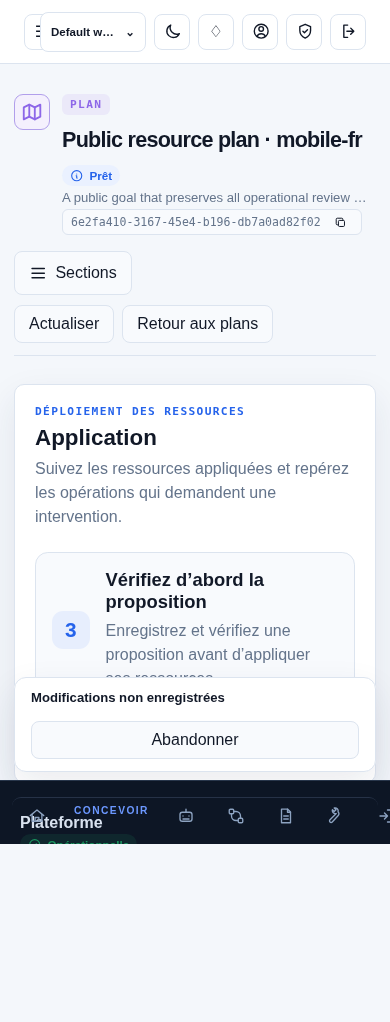 Default w...
PLAN
Public resource plan · mobile-fr
Prêt
A public goal that preserves all operational review ...
6e2fa410-3167-45e4-b196-db7a0ad82f02
Sections
Actualiser
Retour aux plans
DÉPLOIEMENT DES RESSOURCES
Application
Suivez les ressources appliquées et repérez
les opérations qui demandent une
intervention.
3
Vérifiez d’abord la
proposition
Enregistrez et vérifiez une
proposition avant d’appliquer
ses ressources.
Modifications non enregistrées
Abandonner
CONCEVOIR
Plateforme
Opérationnelle